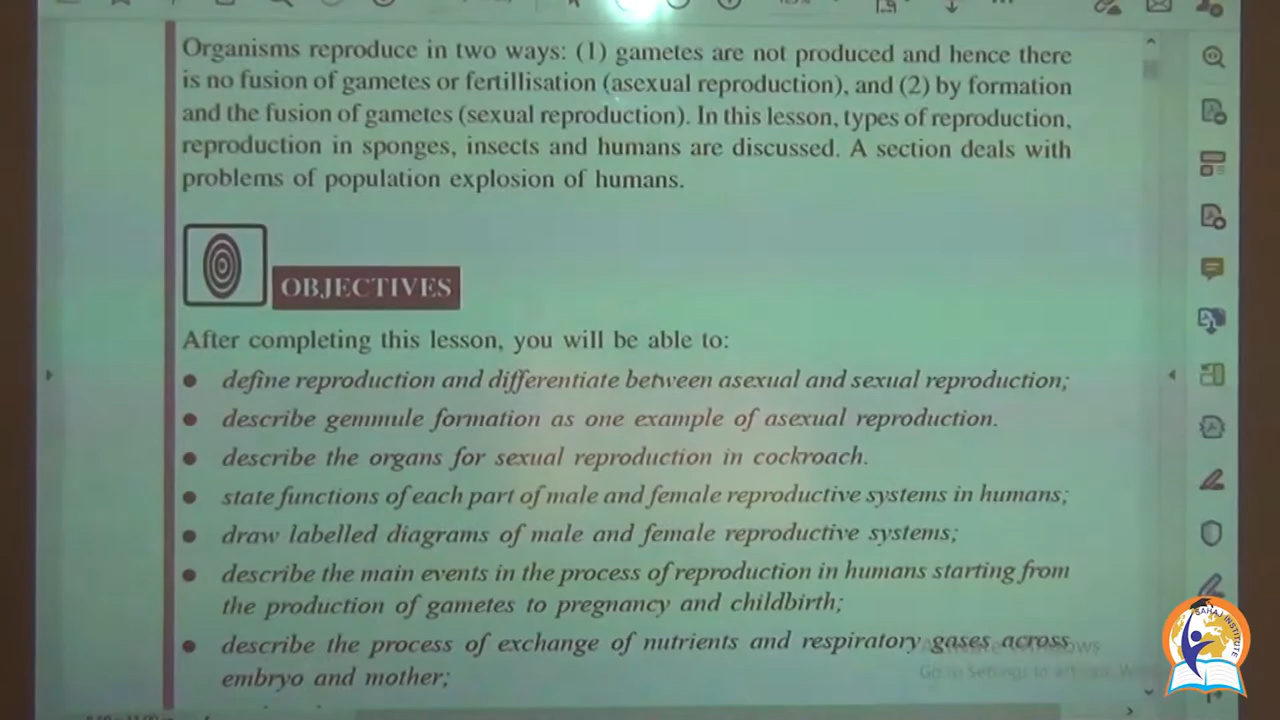 Organisms reproduce in two ways: (1) gametes are not produced and hence there
is no fusion of gametes or fertillisation (asexual reproduction), and (2) by formation
and the fusion of gametes (sexual reproduction). In this lesson, types of reproduction,
reproduction in sponges, insects and humans are discussed. A section deals with
problems of population explosion of humans.
OBJECTIVES
After completing this lesson, you will be able to:
● define reproduction and differentiate between asexual and sexual reproduction;
● describe gemmule formation as one example of asexual reproduction.
● describe the organs for sexual reproduction in cockroach.
● state functions of each part of male and female reproductive systems in humans;
● draw labelled diagrams of male and female reproductive systems;
● describe the main events in the process of reproduction in humans starting from
the production of gametes to pregnancy and childbirth;
● describe the process of exchange of nutrients and respiratory gases across
embryo and mother;
Go to Settings to
SAHAJ INSTITUTE